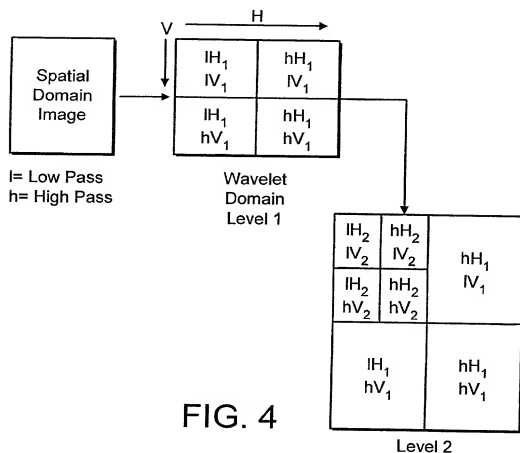 H
V
Spatial
Domain
Image
lH₁
lV₁
hH₁
lV₁
lH₁
hV₁
hH₁
hV₁
l= Low Pass
h= High Pass
Wavelet
Domain
Level 1
lH₂
lV₂
hH₂
lV₂
lH₂
hV₂
hH₂
hV₂
hH₁
lV₁
lH₁
hV₁
hH₁
hV₁
FIG. 4
Level 2